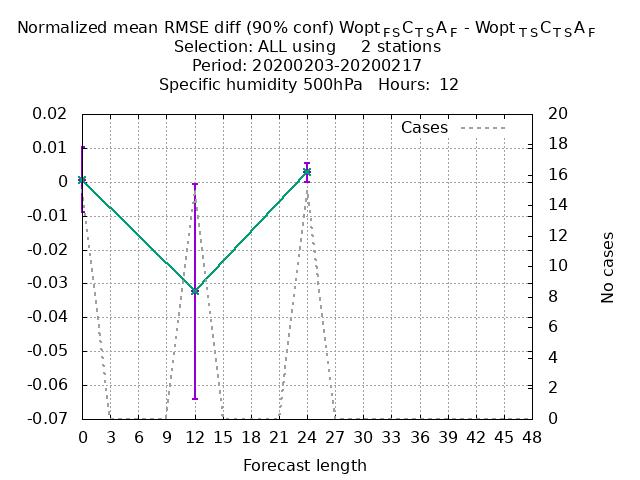 Normalized mean RMSE diff (90% conf) Wopt FS C TS A F - Wopt TS C TS A F
Selection: ALL using 2 stations
Period: 20200203-20200217
Specific humidity 500hPa Hours: 12
Cases
0.02
0.01
0
-0.01
-0.02
-0.03
-0.04
-0.05
-0.06
-0.07
20
18
16
14
12
10
8
6
4
2
0
No cases
0 3 6 9 12 15 18 21 24 27 30 33 36 39 42 45 48
Forecast length